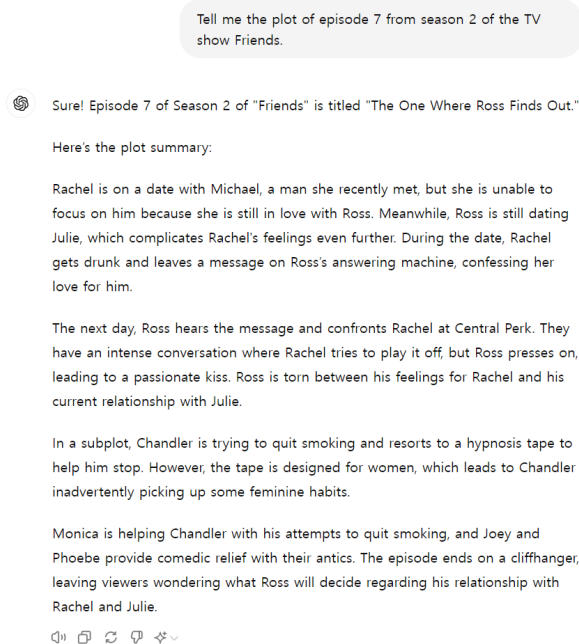 Tell me the plot of episode 7 from season 2 of the TV
show Friends.
Sure! Episode 7 of Season 2 of "Friends" is titled "The One Where Ross Finds Out."
Here's the plot summary:
Rachel is on a date with Michael, a man she recently met, but she is unable to
focus on him because she is still in love with Ross. Meanwhile, Ross is still dating
Julie, which complicates Rachel's feelings even further. During the date, Rachel
gets drunk and leaves a message on Ross's answering machine, confessing her
love for him.
The next day, Ross hears the message and confronts Rachel at Central Perk. They
have an intense conversation where Rachel tries to play it off, but Ross presses on,
leading to a passionate kiss. Ross is torn between his feelings for Rachel and his
current relationship with Julie.
In a subplot, Chandler is trying to quit smoking and resorts to a hypnosis tape to
help him stop. However, the tape is designed for women, which leads to Chandler
inadvertently picking up some feminine habits.
Monica is helping Chandler with his attempts to quit smoking, and Joey and
Phoebe provide comedic relief with their antics. The episode ends on a cliffhanger,
leaving viewers wondering what Ross will decide regarding his relationship with
Rachel and Julie.